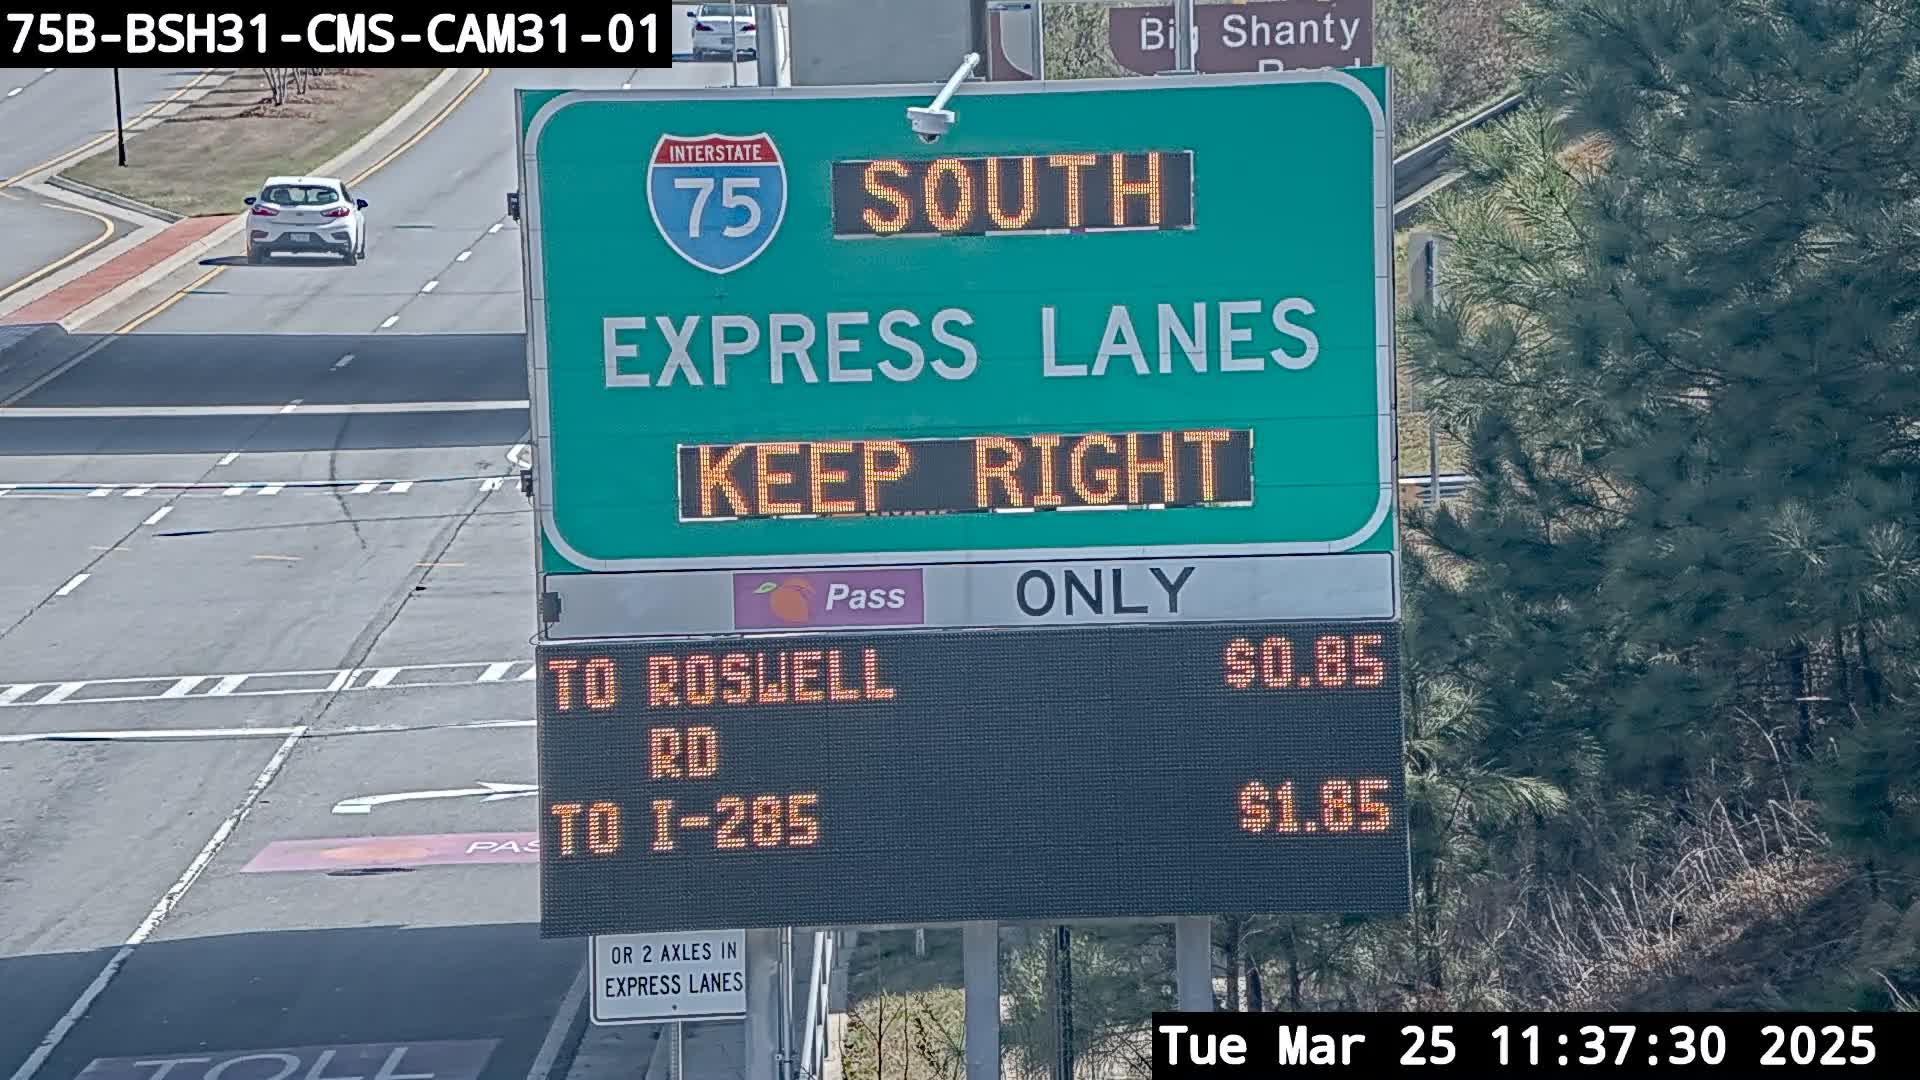 75B-BSH31-CMS-CAM31-01
Big Shanty
Road
INTERSTATE
75
SOUTH
EXPRESS LANES
KEEP RIGHT
Pass ONLY
TO ROSWELL $0.85
RD
TO I-285 $1.85
PAS
OR 2 AXLES IN
EXPRESS LANES
TOLL
Tue Mar 25 11:37:30 2025